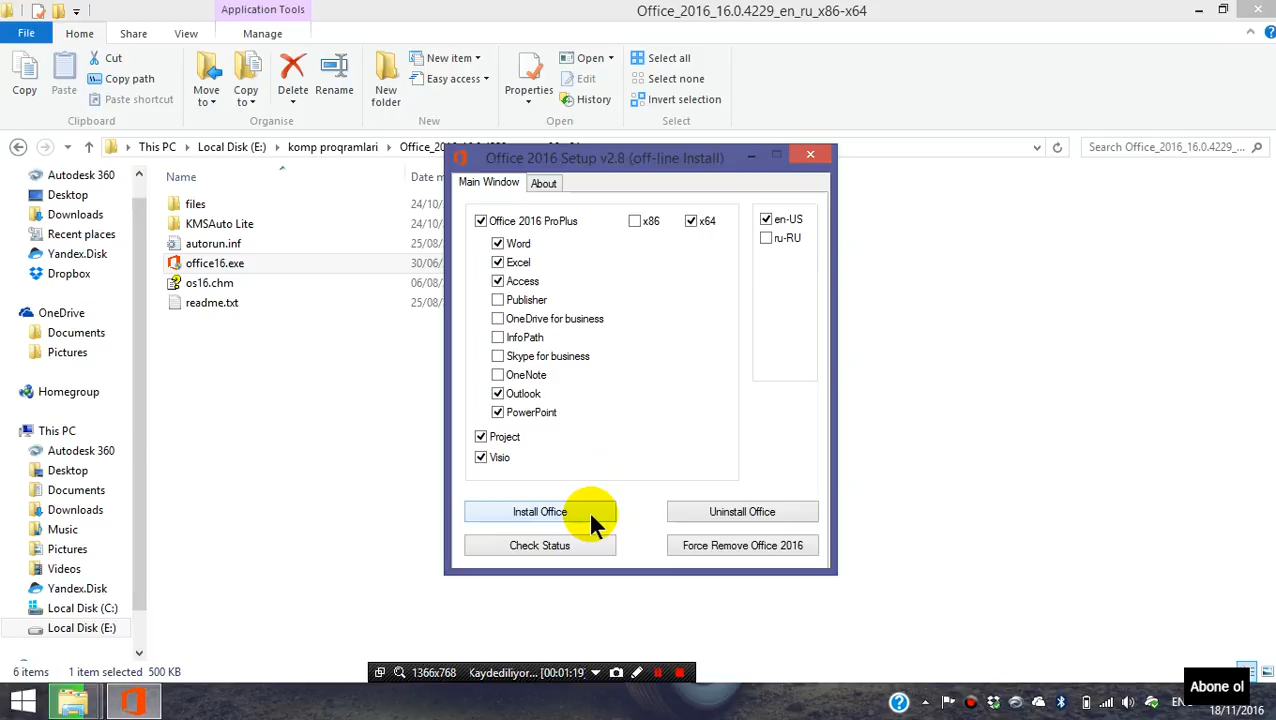 Application Tools
Office_2016_16.0.4229_en_ru_x86-x64
File
Home
Share
View
Manage
Copy
Paste
Cut
Copy path
Paste shortcut
Move to
Copy to
Delete
Rename
New folder
New item
Easy access
Properties
Open
Edit
History
Select all
Select none
Invert selection
Clipboard
Organise
New
Open
Select
This PC
Local Disk (E:)
komp proqramlari
Search Office_2016_16.0.4229_...
Autodesk 360
Desktop
Downloads
Recent places
Yandex.Disk
Dropbox
OneDrive
Documents
Pictures
Homegroup
This PC
Autodesk 360
Desktop
Documents
Downloads
Music
Pictures
Videos
Yandex.Disk
Local Disk (C:)
Local Disk (E:)
Name
Date m
files
24/10/
KMSAuto Lite
24/10/
autorun.inf
25/08/
office16.exe
30/06/
os16.chm
06/08/
readme.txt
25/08/
Office 2016 Setup v2.8 (off-line Install)
Main Window
About
Office 2016 ProPlus
x86
x64
en-US
ru-RU
Word
Excel
Access
Publisher
OneDrive for business
InfoPath
Skype for business
OneNote
Outlook
PowerPoint
Project
Visio
Install Office
Uninstall Office
Check Status
Force Remove Office 2016
6 items
1 item selected 500 KB
1366x768
Kaydediliyor... [00:01:19]
Abone ol
18/11/2016